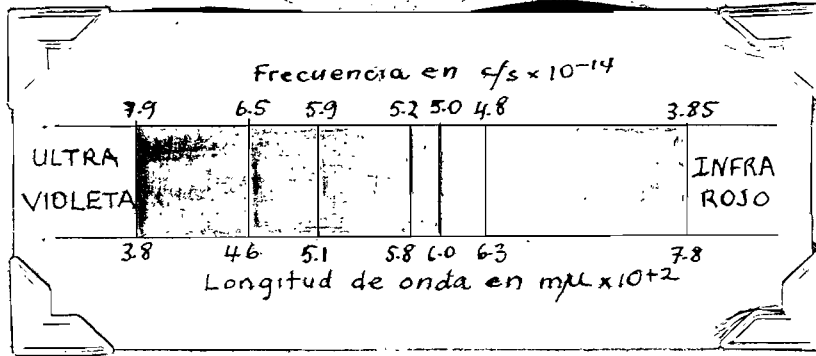 Frecuencia en c/s x 10-14
7.9 6.5 5.9 5.2 5.0 4.8 3.85
ULTRA
VIOLETA
INFRA
ROJO
3.8 4.6 5.1 5.8 6.0 6.3 7.8
Longitud de onda en mμ x 10+2